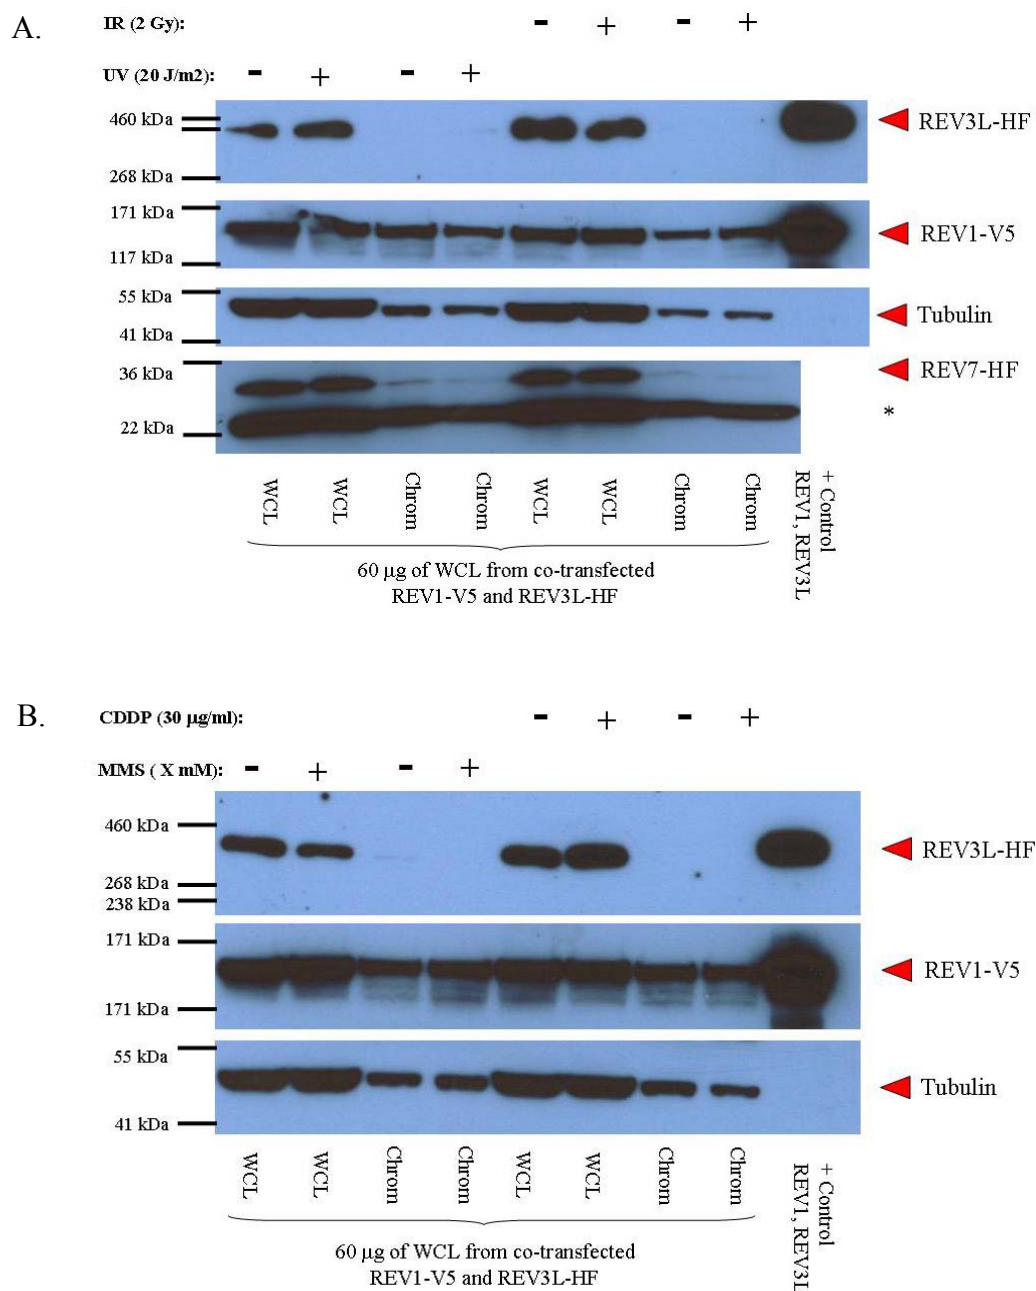 A.
IR (2 Gy): - + - +
UV (20 J/m2): - + - +
460 kDa
268 kDa
REV3L-HF
171 kDa
117 kDa
REV1-V5
55 kDa
41 kDa
Tubulin
36 kDa
22 kDa
REV7-HF
*
WCL
WCL
Chrom
Chrom
WCL
WCL
Chrom
Chrom
+ Control
REV1, REV3L
60 µg of WCL from co-transfected
REV1-V5 and REV3L-HF
B.
CDDP (30 µg/ml): - + - +
MMS ( X mM): - + - +
460 kDa
268 kDa
238 kDa
REV3L-HF
171 kDa
171 kDa
REV1-V5
55 kDa
41 kDa
Tubulin
WCL
WCL
Chrom
Chrom
WCL
WCL
Chrom
Chrom
+ Control
REV1, REV3L
60 µg of WCL from co-transfected
REV1-V5 and REV3L-HF